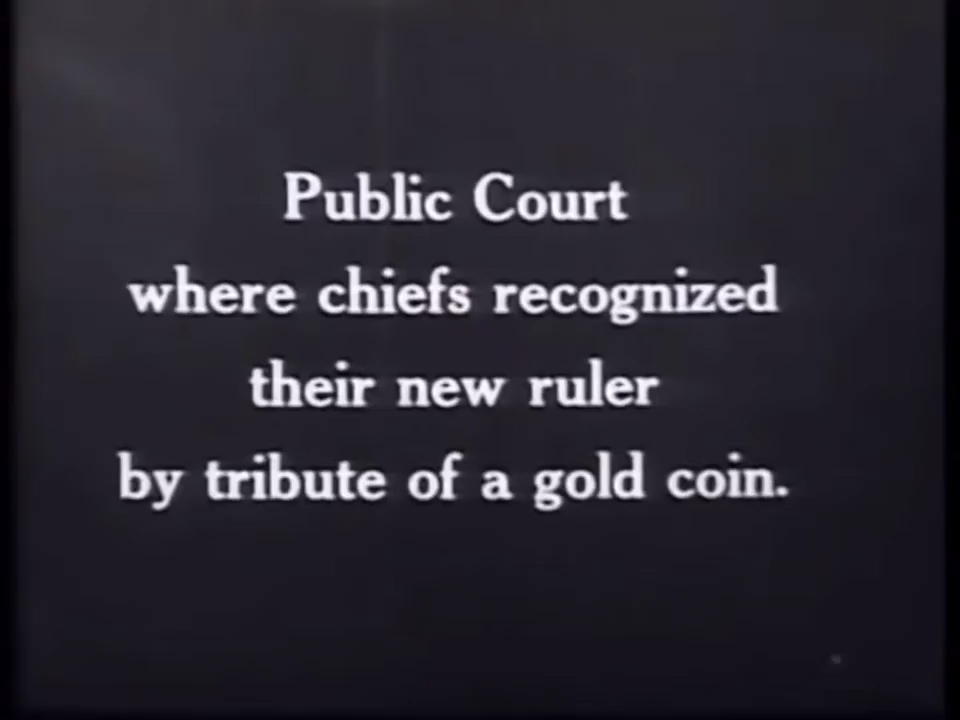 Public Court
where chiefs recognized
their new ruler
by tribute of a gold coin.